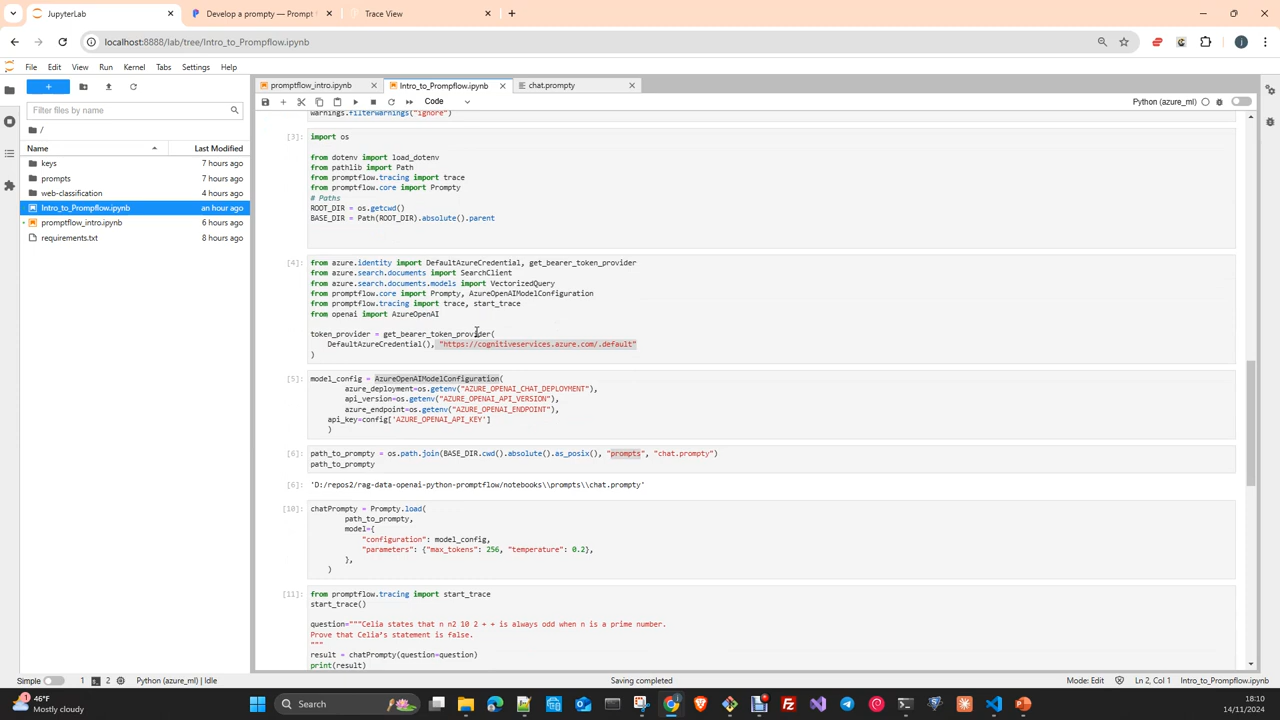 JupyterLab
Develop a prompty — Prompt
Trace View
localhost:8888/lab/tree/Intro_to_Prompflow.ipynb
File Edit View Run Kernel Tabs Settings Help
promptflow_intro.ipynb
Intro_to_Prompflow.ipynb
chat.prompty
Code
Python (azure_ml)
Filter files by name
/
Name
Last Modified
keys 7 hours ago
prompts 7 hours ago
web-classification 4 hours ago
Intro_to_Prompflow.ipynb an hour ago
promptflow_intro.ipynb 6 hours ago
requirements.txt 8 hours ago
warnings.filterwarnings("ignore")
[3]: import os
from dotenv import load_dotenv
from pathlib import Path
from promptflow.tracing import trace
from promptflow.core import Prompty
# Paths
ROOT_DIR = os.getcwd()
BASE_DIR = Path(ROOT_DIR).absolute().parent
[4]: from azure.identity import DefaultAzureCredential, get_bearer_token_provider
from azure.search.documents import SearchClient
from azure.search.documents.models import VectorizedQuery
from promptflow.core import Prompty, AzureOpenAIModelConfiguration
from promptflow.tracing import trace, start_trace
from openai import AzureOpenAI
token_provider = get_bearer_token_provider(
DefaultAzureCredential(), "https://cognitiveservices.azure.com/.default"
)
[5]: model_config = AzureOpenAIModelConfiguration(
azure_deployment=os.getenv("AZURE_OPENAI_CHAT_DEPLOYMENT"),
api_version=os.getenv("AZURE_OPENAI_API_VERSION"),
azure_endpoint=os.getenv("AZURE_OPENAI_ENDPOINT"),
api_key=config['AZURE_OPENAI_API_KEY']
)
[6]: path_to_prompty = os.path.join(BASE_DIR.cwd().absolute().as_posix(), "prompts", "chat.prompty")
path_to_prompty
[6]: 'D:/repos2/rag-data-openai-python-promptflow/notebooks\\prompts\\chat.prompty'
[10]: chatPrompty = Prompty.load(
path_to_prompty,
model={
"configuration": model_config,
"parameters": {"max_tokens": 256, "temperature": 0.2},
},
)
[11]: from promptflow.tracing import start_trace
start_trace()
question="""Celia states that n n2 10 2 + + is always odd when n is a prime number.
Prove that Celia’s statement is false.
"""
result = chatPrompty(question=question)
print(result)
Simple 1 2 Python (azure_ml) | Idle
Saving completed
Mode: Edit Ln 2, Col 1 Intro_to_Prompflow.ipynb
46°F
Mostly cloudy
Search
18:10
14/11/2024